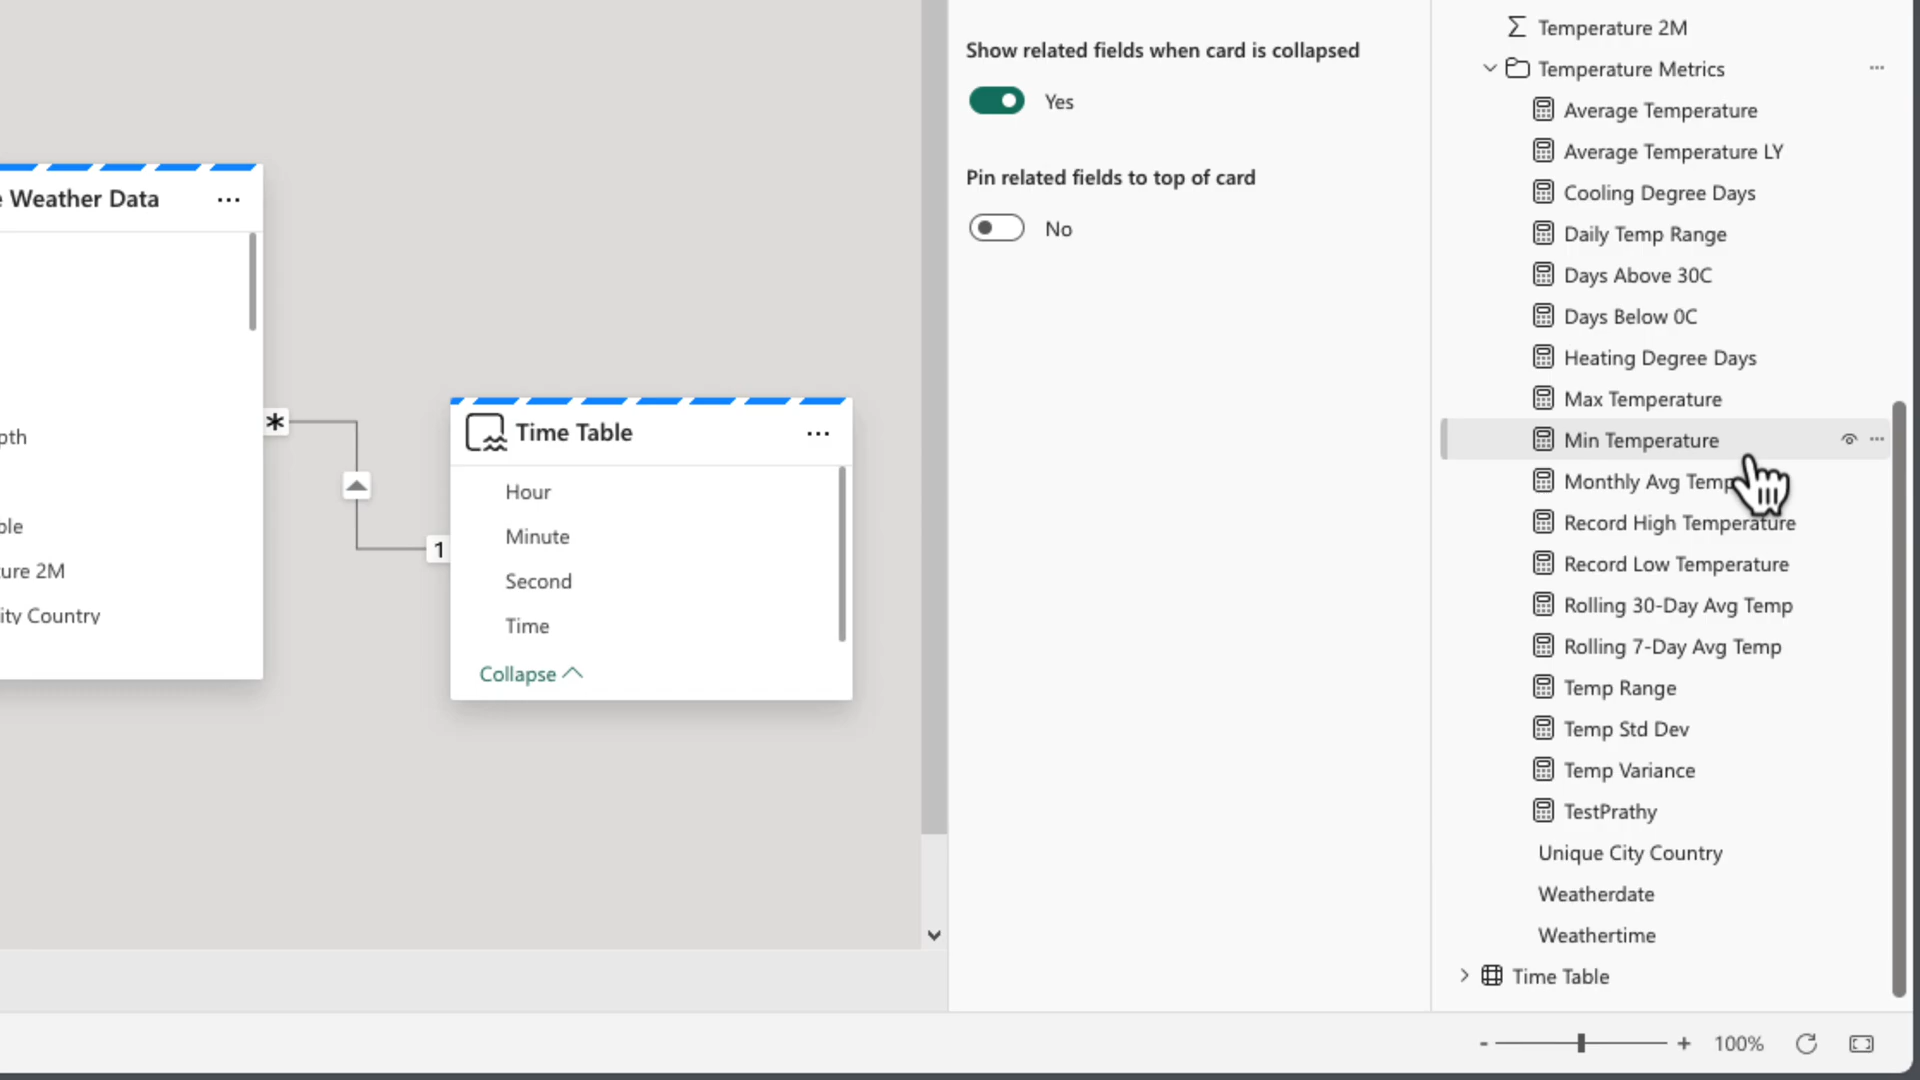 Weather Data
pth
ble
ure 2M
ity Country
*
1
Time Table
Hour
Minute
Second
Time
Collapse
Show related fields when card is collapsed
Yes
Pin related fields to top of card
No
Temperature 2M
Temperature Metrics
Average Temperature
Average Temperature LY
Cooling Degree Days
Daily Temp Range
Days Above 30C
Days Below 0C
Heating Degree Days
Max Temperature
Min Temperature
Monthly Avg Temp
Record High Temperature
Record Low Temperature
Rolling 30-Day Avg Temp
Rolling 7-Day Avg Temp
Temp Range
Temp Std Dev
Temp Variance
TestPrathy
Unique City Country
Weatherdate
Weathertime
Time Table
- + 100%